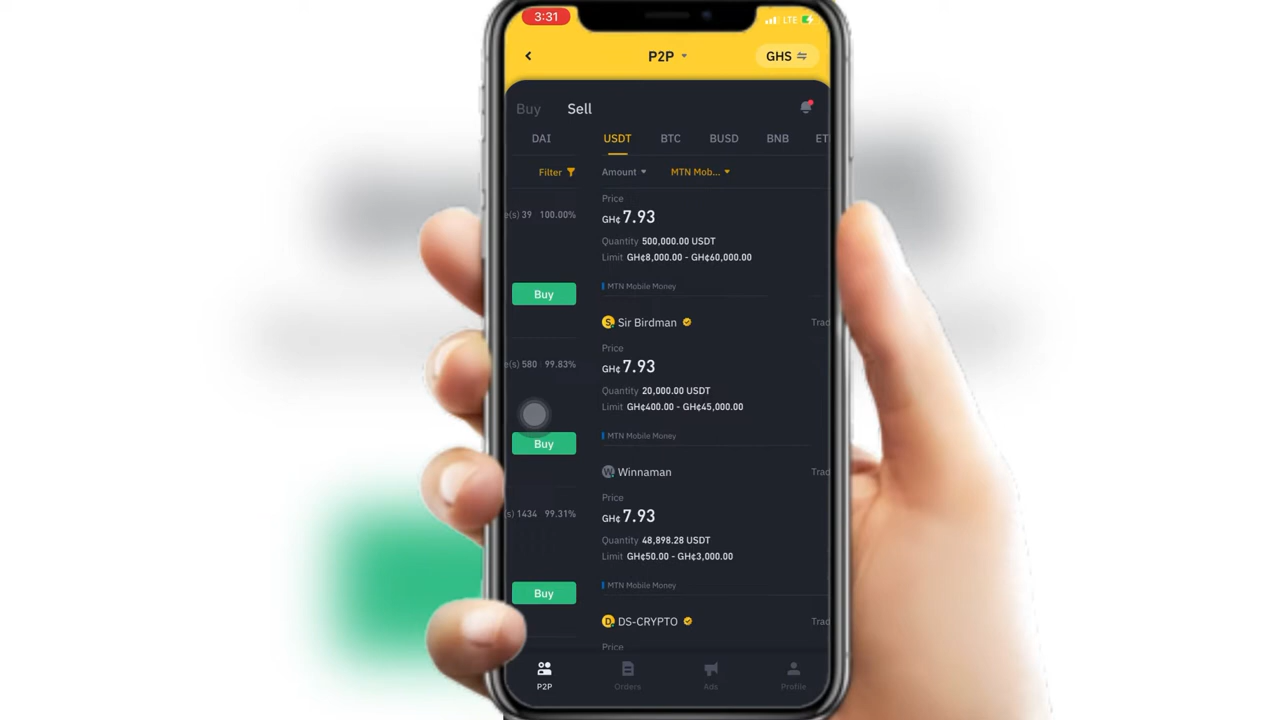 3:31
LTE
P2P
GHS
Buy Sell
DAI USDT BTC BUSD BNB
Filter Amount MTN Mob...
Price
e(s) 39 100.00%
GH¢ 7.93
Quantity 500,000.00 USDT
Limit GH¢8,000.00 - GH¢60,000.00
MTN Mobile Money
Buy
Sir Birdman
Price
e(s) 580 99.83%
GH¢ 7.93
Quantity 20,000.00 USDT
Limit GH¢400.00 - GH¢45,000.00
MTN Mobile Money
Buy
Winnaman
Price
(s) 1434 99.31%
GH¢ 7.93
Quantity 48,898.28 USDT
Limit GH¢50.00 - GH¢3,000.00
MTN Mobile Money
Buy
DS-CRYPTO
Price
P2P Orders Ads Profile